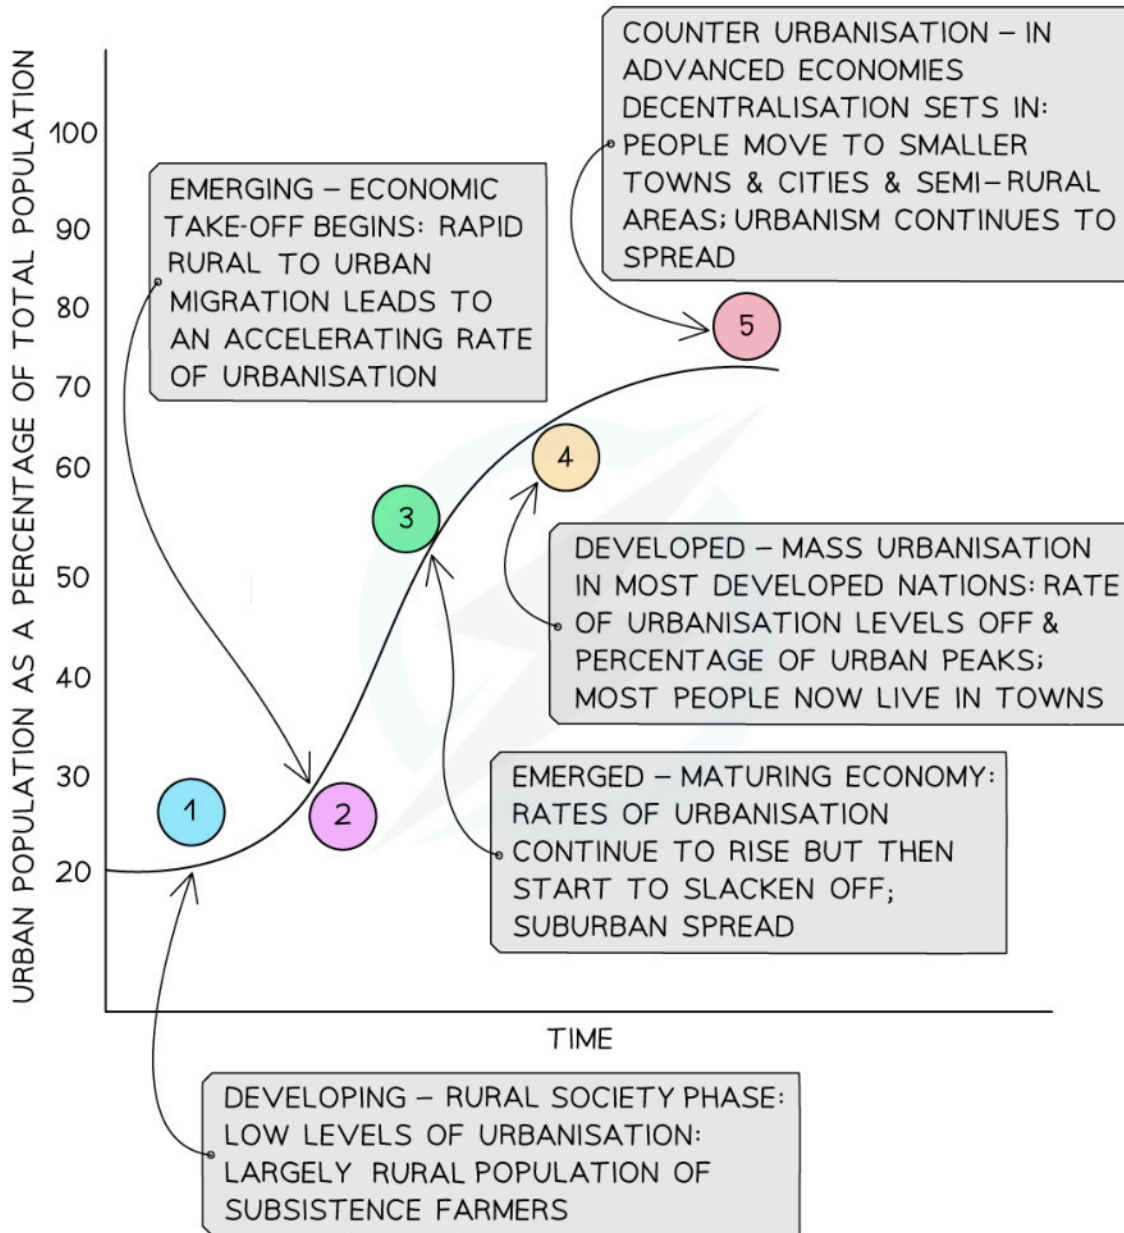 URBAN POPULATION AS A PERCENTAGE OF TOTAL POPULATION
100
90
80
70
60
50
40
30
20
EMERGING – ECONOMIC
TAKE-OFF BEGINS: RAPID
RURAL TO URBAN
MIGRATION LEADS TO
AN ACCELERATING RATE
OF URBANISATION
COUNTER URBANISATION – IN
ADVANCED ECONOMIES
DECENTRALISATION SETS IN:
PEOPLE MOVE TO SMALLER
TOWNS & CITIES & SEMI-RURAL
AREAS; URBANISM CONTINUES TO
SPREAD
5
4
3
DEVELOPED – MASS URBANISATION
IN MOST DEVELOPED NATIONS: RATE
OF URBANISATION LEVELS OFF &
PERCENTAGE OF URBAN PEAKS;
MOST PEOPLE NOW LIVE IN TOWNS
1
2
EMERGED – MATURING ECONOMY:
RATES OF URBANISATION
CONTINUE TO RISE BUT THEN
START TO SLACKEN OFF;
SUBURBAN SPREAD
TIME
DEVELOPING – RURAL SOCIETY PHASE:
LOW LEVELS OF URBANISATION:
LARGELY RURAL POPULATION OF
SUBSISTENCE FARMERS